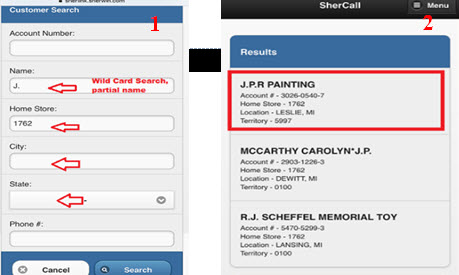 sherlink.sherwin.com
Customer Search
1
Account Number:
Name:
J.
Wild Card Search,
partial name
Home Store:
1762
City:
State:
Phone #:
Cancel
Search
SherCall
Menu
2
Results
J.P.R PAINTING
Account # - 3026-0540-7
Home Store - 1762
Location - LESLIE, MI
Territory - 5997
MCCARTHY CAROLYN*J.P.
Account # - 2903-1226-3
Home Store - 1762
Location - DEWITT, MI
Territory - 0100
R.J. SCHEFFEL MEMORIAL TOY
Account # - 5470-5299-3
Home Store - 1762
Location - LANSING, MI
Territory - 0100